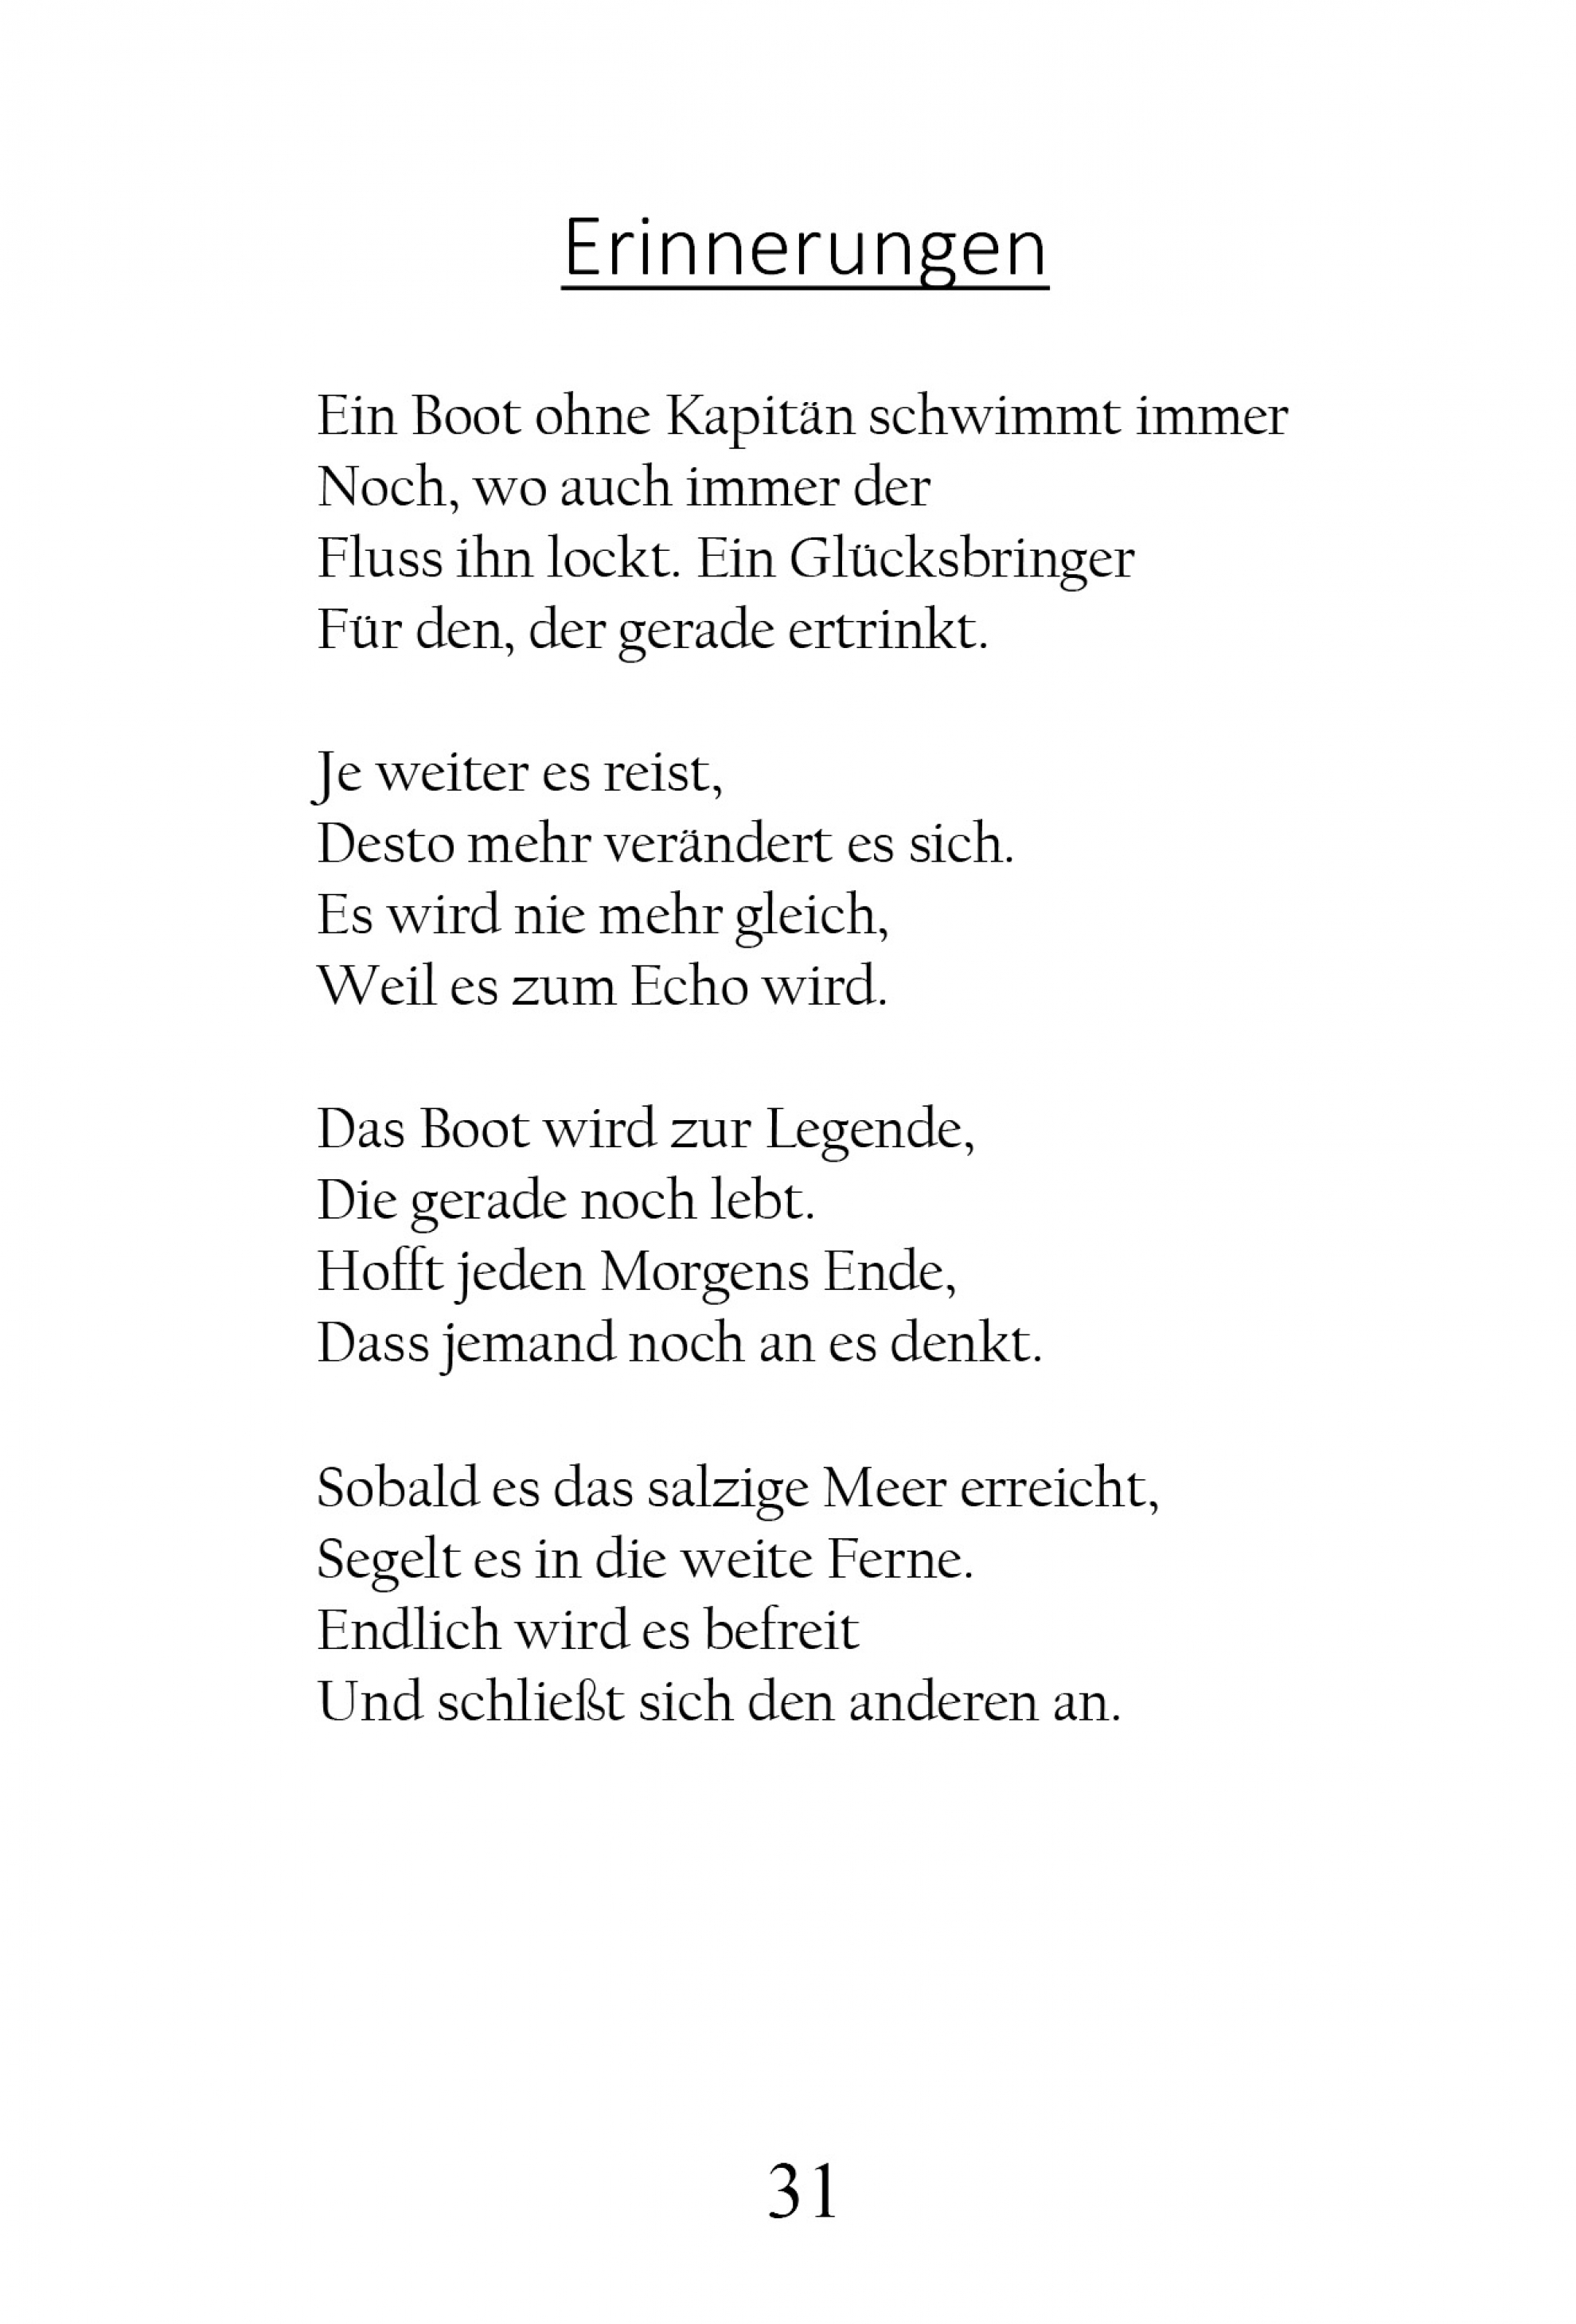 Erinnerungen
Ein Boot ohne Kapitän schwimmt immer
Noch, wo auch immer der
Fluss ihn lockt. Ein Glücksbringer
Für den, der gerade ertrinkt.
Je weiter es reist,
Desto mehr verändert es sich.
Es wird nie mehr gleich,
Weil es zum Echo wird.
Das Boot wird zur Legende,
Die gerade noch lebt.
Hofft jeden Morgens Ende,
Dass jemand noch an es denkt.
Sobald es das salzige Meer erreicht,
Segelt es in die weite Ferne.
Endlich wird es befreit
Und schließt sich den anderen an.
31